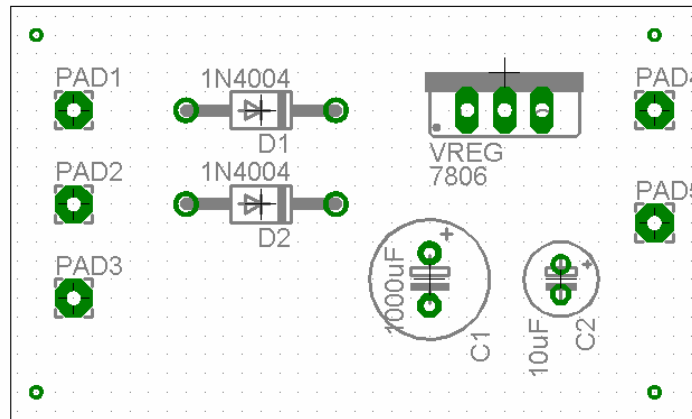 PAD1
1N4004
D1
PAD2
1N4004
D2
PAD3
VREG
7806
PAD4
PAD5
1000uF
+
C1
10uF
+
C2